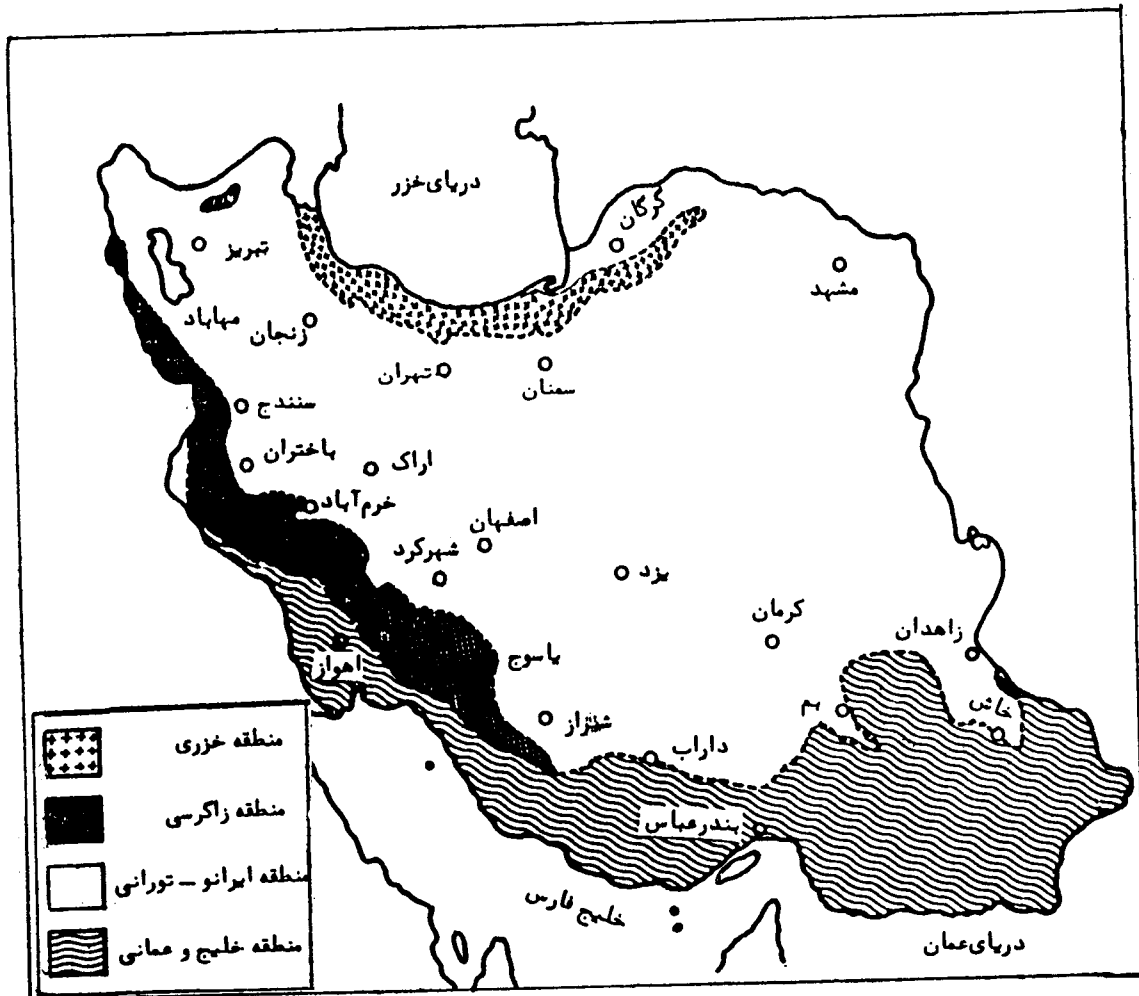 دریای خزر
گرگان
تبریز
مشهد
مهاباد
زنجان
تهران
سمنان
سنندج
باختران
اراک
خرم‌آباد
اصفهان
شهرکرد
یزد
کرمان
زاهدان
یاسوج
اهواز
خاش
بم
شیراز
داراب
بندرعباس
خلیج فارس
دریای عمان
منطقه خزری
منطقه زاگرسی
منطقه ایرانو – تورانی
منطقه خلیج و عمانی